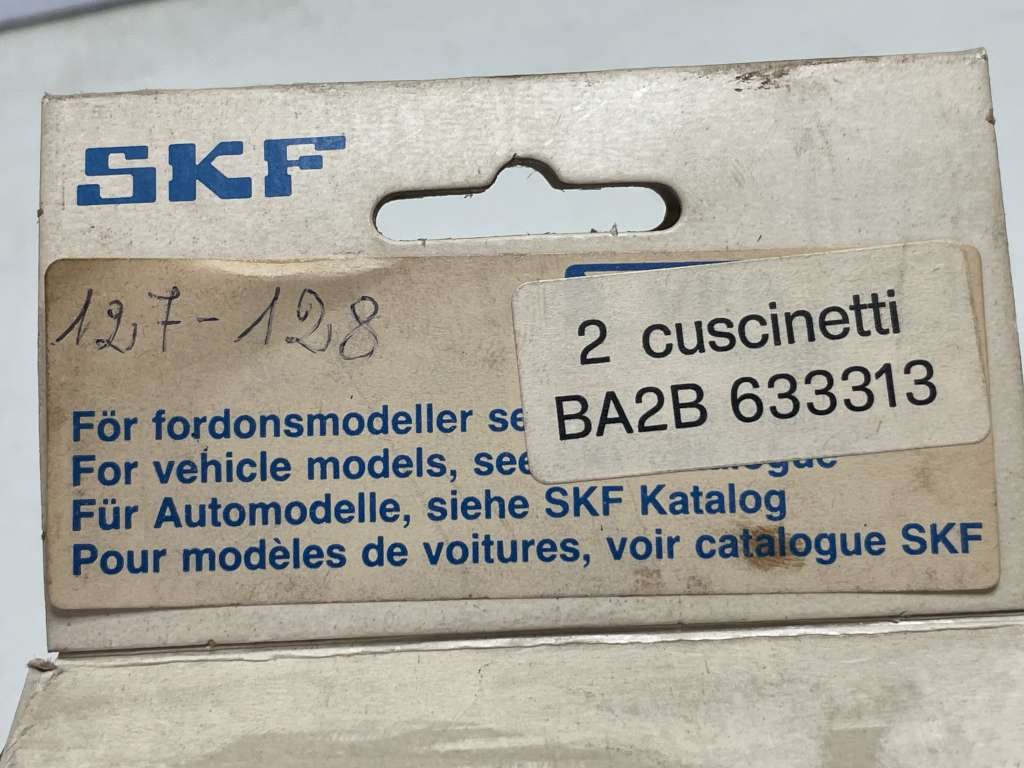 SKF
127-128
2 cuscinetti
BA2B 633313
För fordonsmodeller se
For vehicle models, see
Für Automodelle, siehe SKF Katalog
Pour modèles de voitures, voir catalogue SKF